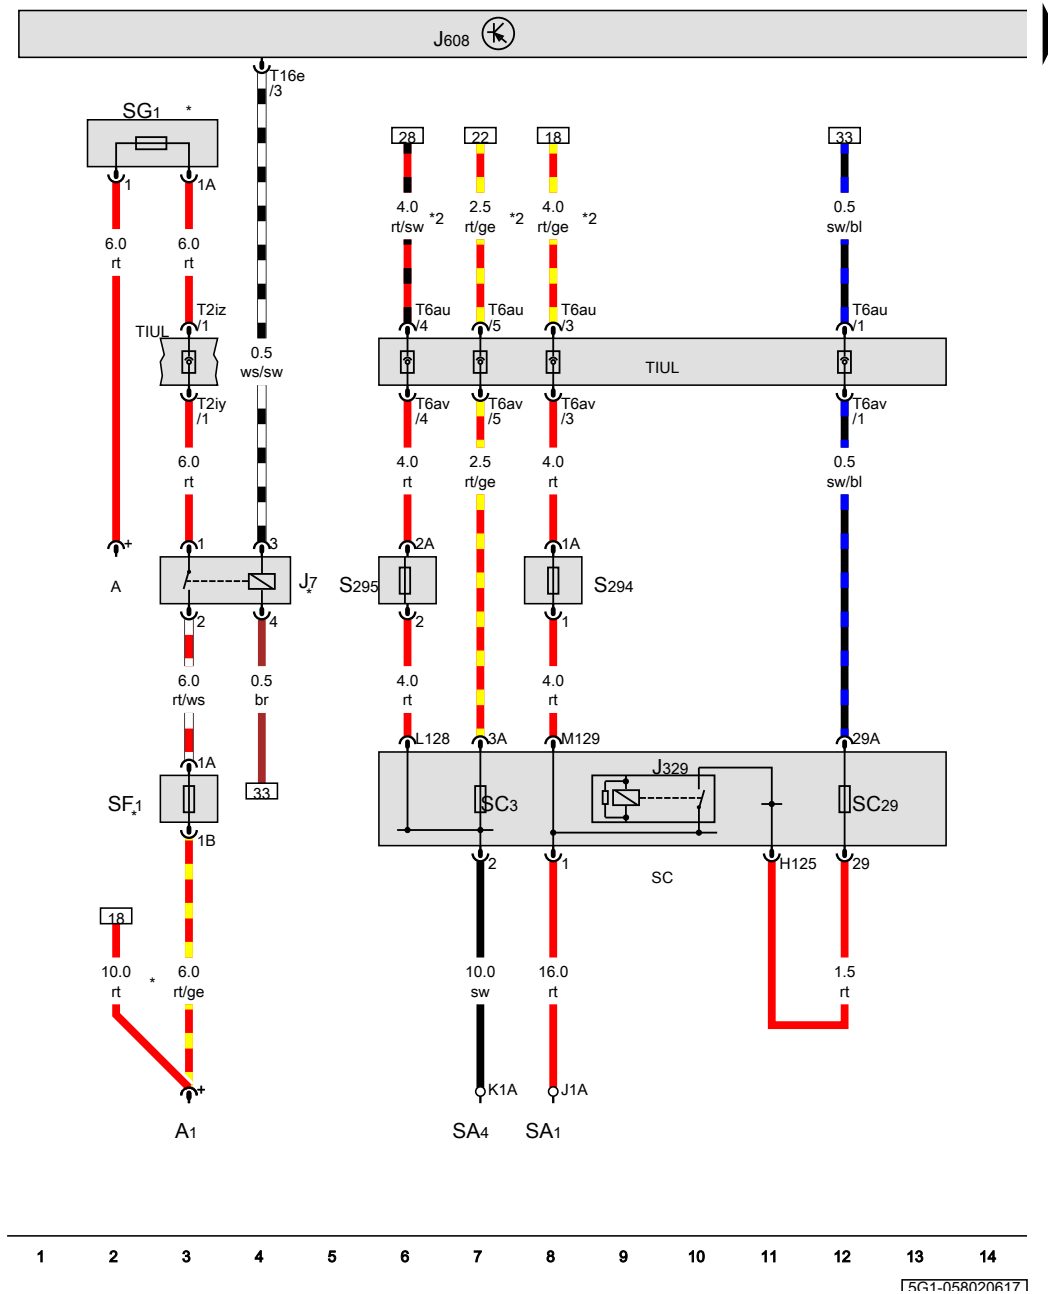 J608
T16e
/3
SG1 *
28 22 18 33
1 1A
4.0 2.5 4.0 0.5
rt/sw *2 rt/ge *2 rt/ge *2 sw/bl
6.0 6.0
rt rt
T2iz
/1
T6au T6au T6au T6au
/4 /5 /3 /1
TIUL
0.5
ws/sw
TIUL
T2iy
/1
T6av T6av T6av T6av
/4 /5 /3 /1
6.0 4.0 2.5 4.0 0.5
rt rt rt/ge rt sw/bl
+ 1 3 2A 1A
A J7 * S295 S294
2 4 2 1
6.0 0.5 4.0 4.0
rt/ws br rt rt
L128 3A M129 29A
1A
J329
33
SF1 * SC3 SC29
1B
2 1 H125 29
SC
18
10.0 * 6.0 10.0 16.0 1.5
rt rt/ge sw rt rt
+ K1A J1A
A1 SA4 SA1
1 2 3 4 5 6 7 8 9 10 11 12 13 14
5G1-058020617